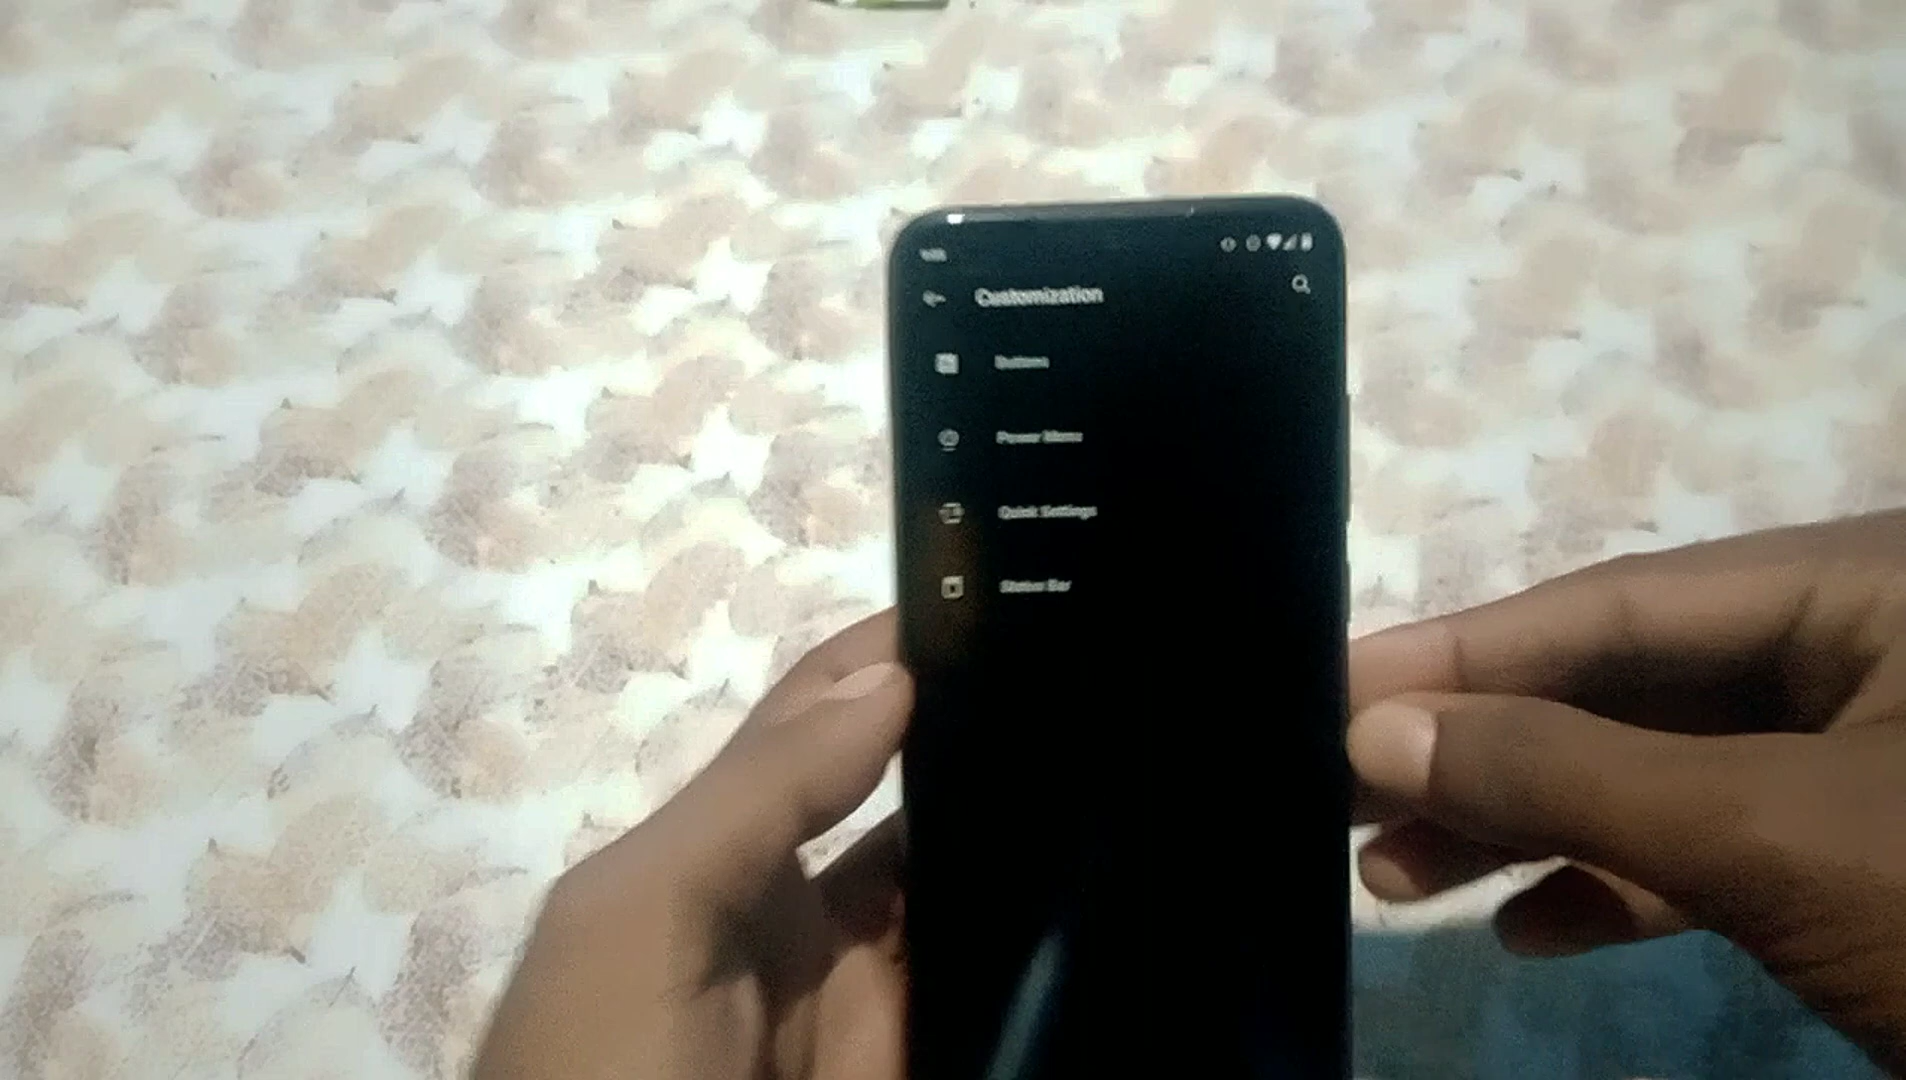 Customization
Buttons
Power Menu
Quick Settings
Status Bar